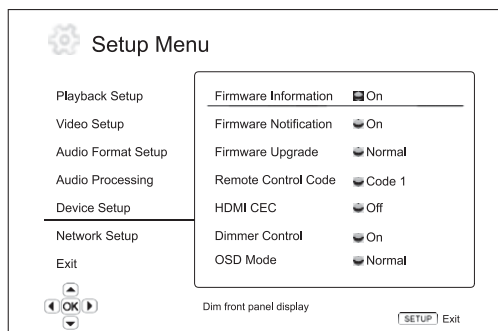 Setup Menu
Playback Setup
Video Setup
Audio Format Setup
Audio Processing
Device Setup
Network Setup
Exit
Firmware Information On
Firmware Notification On
Firmware Upgrade Normal
Remote Control Code Code 1
HDMI CEC Off
Dimmer Control On
OSD Mode Normal
OK
Dim front panel display
SETUP Exit